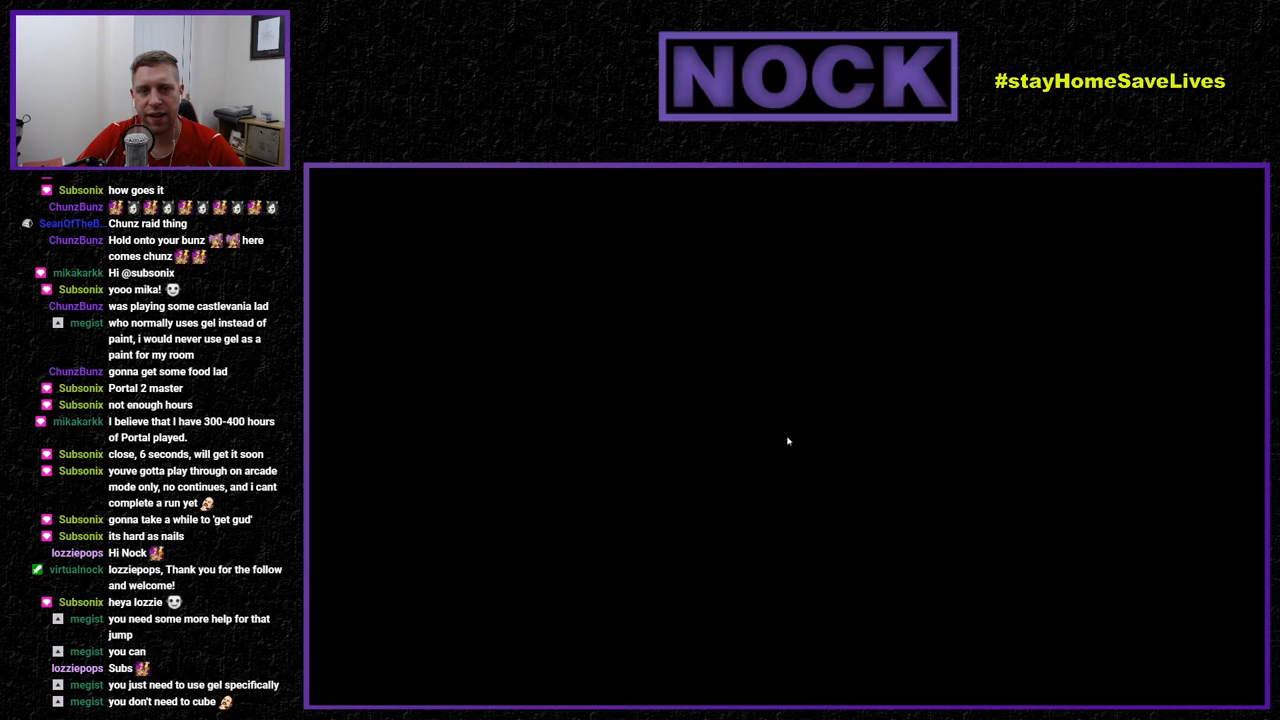 NOCK
#stayHomeSaveLives
Subsonix how goes it
ChunzBunz
SeanOfTheB.. Chunz raid thing
ChunzBunz Hold onto your bunz here
comes chunz
mikakarkk Hi @subsonix
Subsonix yooo mika!
ChunzBunz was playing some castlevania lad
megist who normally uses gel instead of
paint, i would never use gel as a
paint for my room
ChunzBunz gonna get some food lad
Subsonix Portal 2 master
Subsonix not enough hours
mikakarkk I believe that I have 300-400 hours
of Portal played.
Subsonix close, 6 seconds, will get it soon
Subsonix youve gotta play through on arcade
mode only, no continues, and i cant
complete a run yet
Subsonix gonna take a while to 'get gud'
Subsonix its hard as nails
lozziepops Hi Nock
virtualnock lozziepops, Thank you for the follow
and welcome!
Subsonix heya lozzie
megist you need some more help for that
jump
megist you can
lozziepops Subs
megist you just need to use gel specifically
megist you don't need to cube